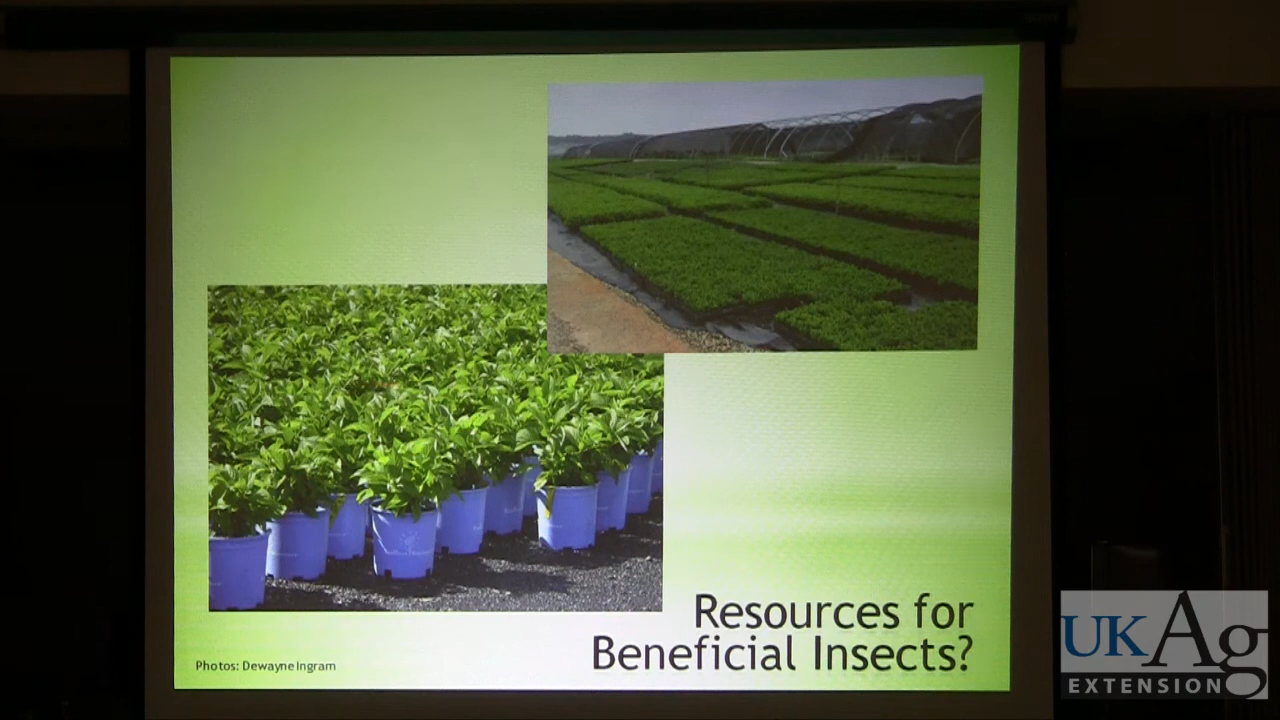 Resources for
Beneficial Insects?
Photos: Dewayne Ingram
UKAg
EXTENSION